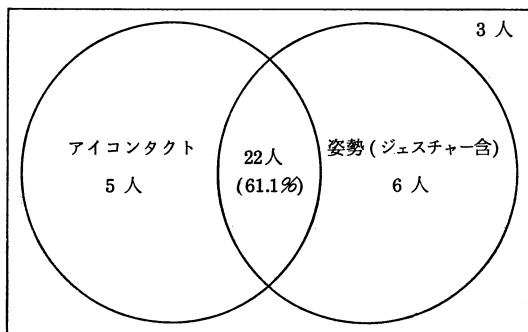 3 人
アイコンタクト
5 人
22人
(61.1%)
姿勢 (ジェスチャー含)
6 人